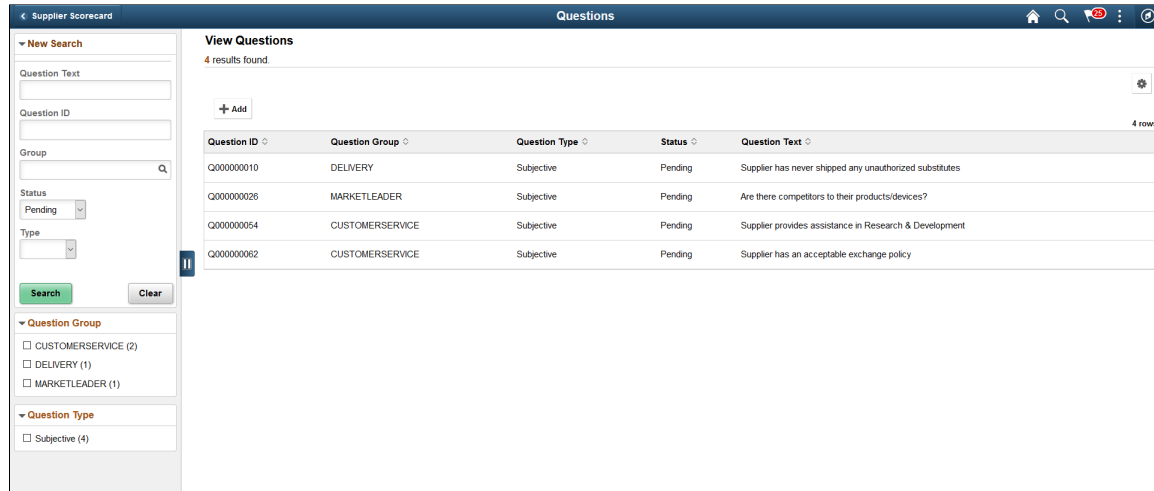 Supplier Scorecard
Questions
25
New Search
Question Text
Question ID
Group
Status
Pending
Type
Search Clear
Question Group
CUSTOMERSERVICE (2)
DELIVERY (1)
MARKETLEADER (1)
Question Type
Subjective (4)
View Questions
4 results found.
Add
4 rows
Question ID Question Group Question Type Status Question Text
Q000000010 DELIVERY Subjective Pending Supplier has never shipped any unauthorized substitutes
Q000000026 MARKETLEADER Subjective Pending Are there competitors to their products/devices?
Q000000054 CUSTOMERSERVICE Subjective Pending Supplier provides assistance in Research & Development
Q000000062 CUSTOMERSERVICE Subjective Pending Supplier has an acceptable exchange policy